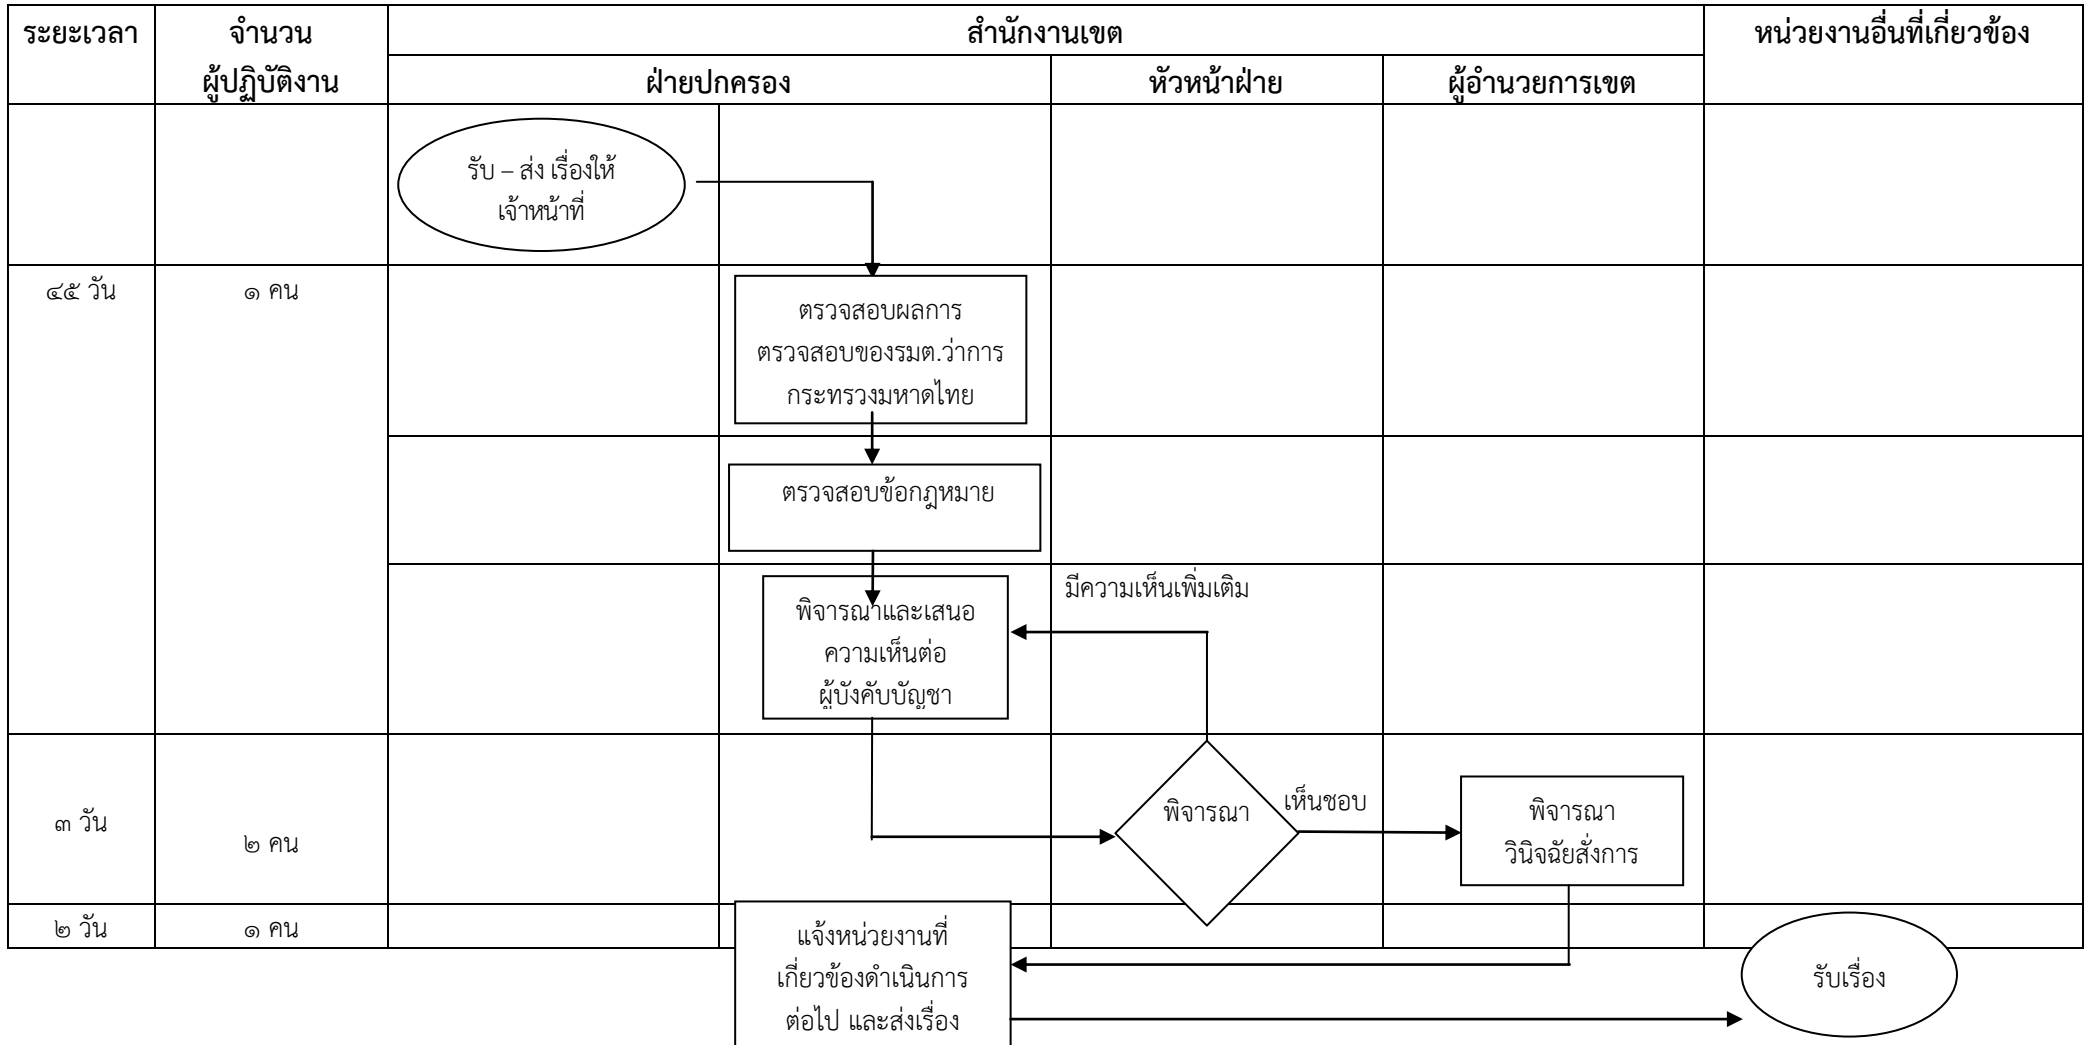 ระยะเวลา
จำนวน
ผู้ปฏิบัติงาน
สำนักงานเขต
หน่วยงานอื่นที่เกี่ยวข้อง
ฝ่ายปกครอง
หัวหน้าฝ่าย
ผู้อำนวยการเขต
รับ – ส่ง เรื่องให้
เจ้าหน้าที่
๔๕ วัน
๑ คน
ตรวจสอบผลการ
ตรวจสอบของรมต.ว่าการ
กระทรวงมหาดไทย
ตรวจสอบข้อกฎหมาย
มีความเห็นเพิ่มเติม
พิจารณาและเสนอ
ความเห็นต่อ
ผู้บังคับบัญชา
๓ วัน
๒ คน
พิจารณา
เห็นชอบ
พิจารณา
วินิจฉัยสั่งการ
๒ วัน
๑ คน
แจ้งหน่วยงานที่
เกี่ยวข้องดำเนินการ
ต่อไป และส่งเรื่อง
รับเรื่อง